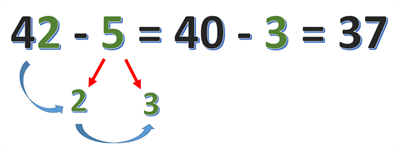 42 - 5 = 40 - 3 = 37
2 3